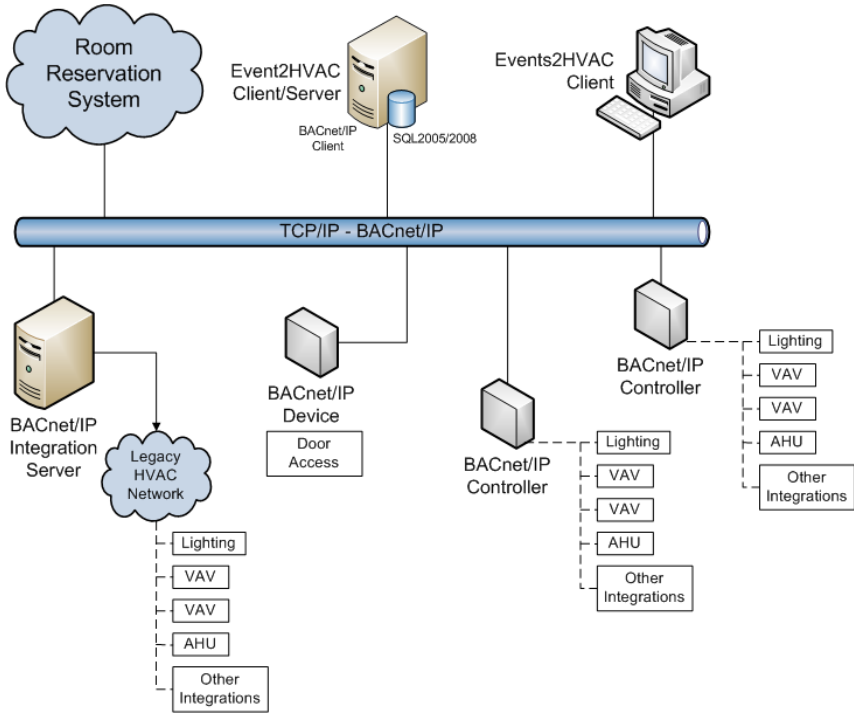 Room
Reservation
System
Event2HVAC
Client/Server
BACnet/IP
Client
SQL2005/2008
Events2HVAC
Client
TCP/IP - BACnet/IP
BACnet/IP
Integration
Server
Legacy
HVAC
Network
Lighting
VAV
VAV
AHU
Other
Integrations
BACnet/IP
Device
Door
Access
BACnet/IP
Controller
Lighting
VAV
VAV
AHU
Other
Integrations
BACnet/IP
Controller
Lighting
VAV
VAV
AHU
Other
Integrations